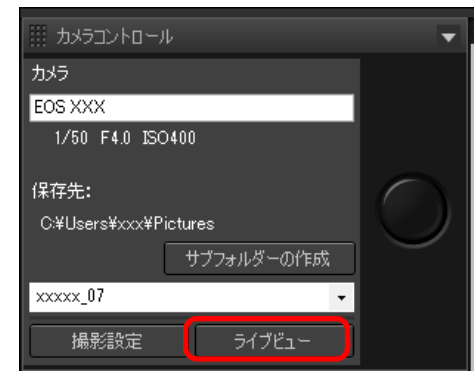 カメラコントロール
カメラ
EOS XXX
1/50 F4.0 ISO400
保存先:
C:¥Users¥xxx¥Pictures
サブフォルダーの作成
xxxxx_07
撮影設定 ライブビュー